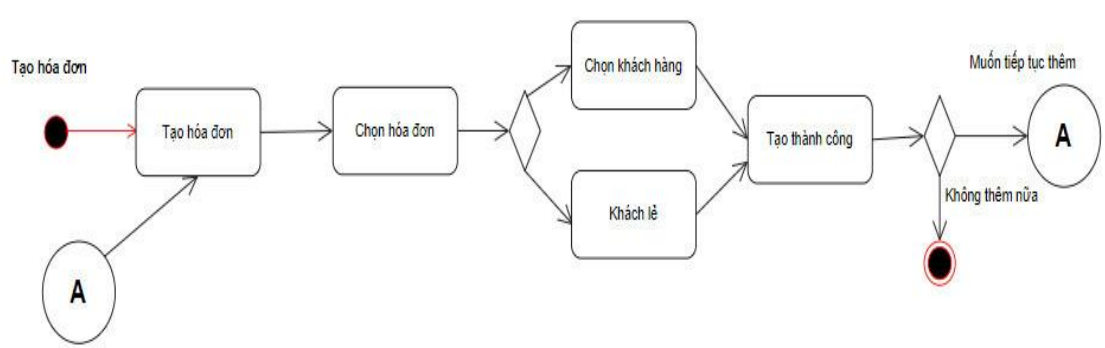 Tạo hóa đơn
Tạo hóa đơn
Chọn hóa đơn
Chọn khách hàng
Khách lẻ
Tạo thành công
Muốn tiếp tục thêm
A
Không thêm nữa
A